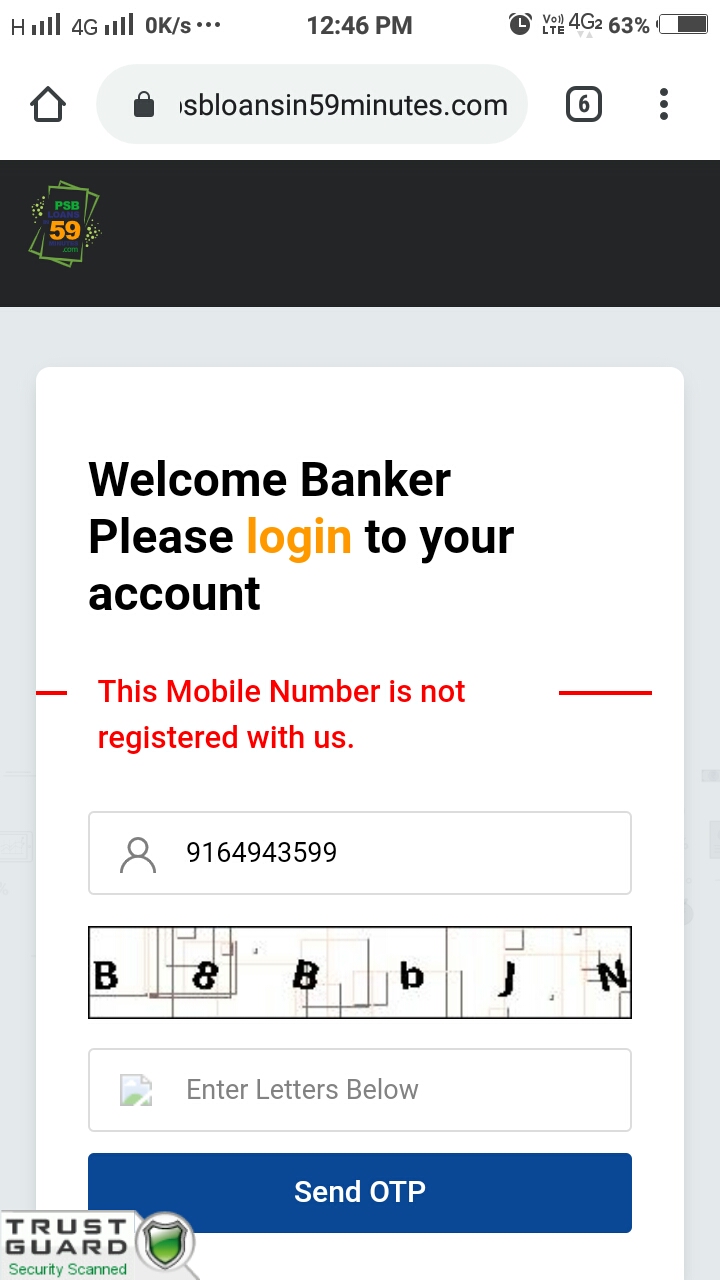 H 4G 0K/s ... 12:46 PM Vo) LTE 4G2 63%
psbloansin59minutes.com 6
PSB
LOANS
59
MINUTES
.com
Welcome Banker
Please login to your
account
This Mobile Number is not
registered with us.
9164943599
B 8 B b J N
Enter Letters Below
Send OTP
TRUST
GUARD
Security Scanned